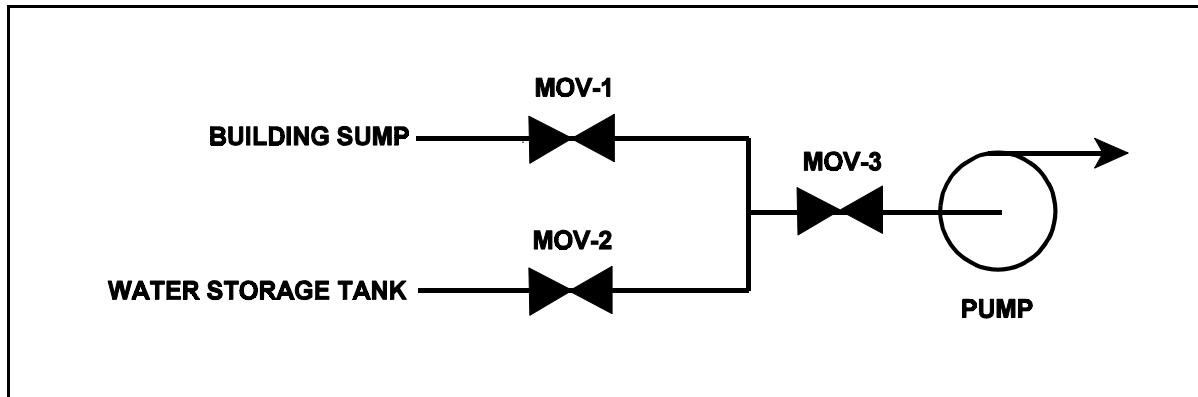 MOV-1
BUILDING SUMP
MOV-3
MOV-2
WATER STORAGE TANK
PUMP